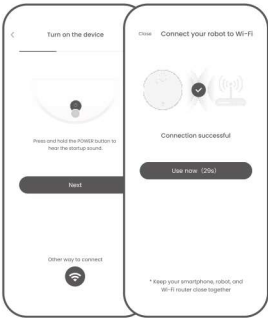 Turn on the device
Press and hold the POWER button to
hear the startup sound.
Next
Other way to connect
Close
Connect your robot to Wi-Fi
Connection successful
Use now (29s)
* Keep your smartphone, robot, and
Wi-Fi router close together